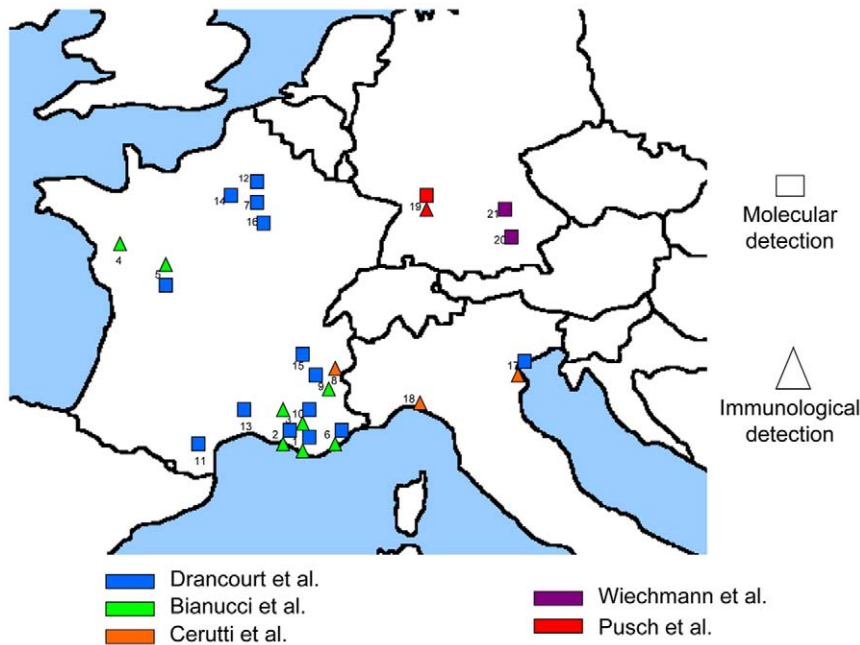 12
14
7
16
19
21
20
4
5
15
8
9
17
18
10
3
13
2
1
6
11
Molecular
detection
Immunological
detection
Drancourt et al.
Bianucci et al.
Cerutti et al.
Wiechmann et al.
Pusch et al.